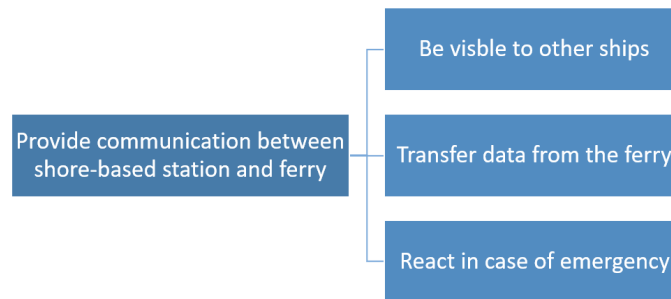 Be visble to other ships
Provide communication between
shore-based station and ferry
Transfer data from the ferry
React in case of emergency